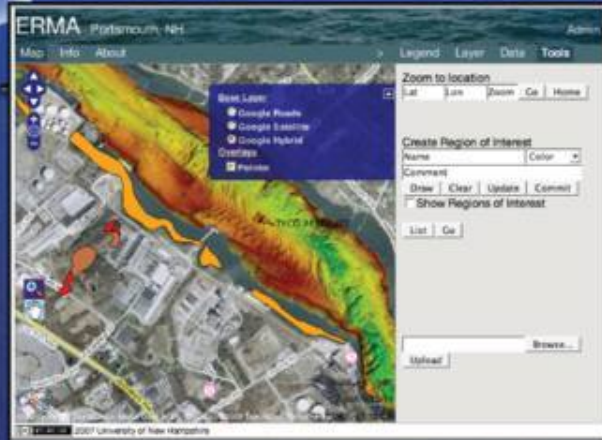 ERMA Portsmouth, NH
Admin
Map Info About > Legend Layer Data Tools
Base Layer
Google Roads
Google Satellite
Google Hybrid
Overlays
Zoom to location
Lat Lon Zoom Go Home
Create Region of Interest
Name Color
Comment
Draw Clear Update Commit
Show Regions of Interest
List Go
Browse...
Upload
2007 University of New Hampshire